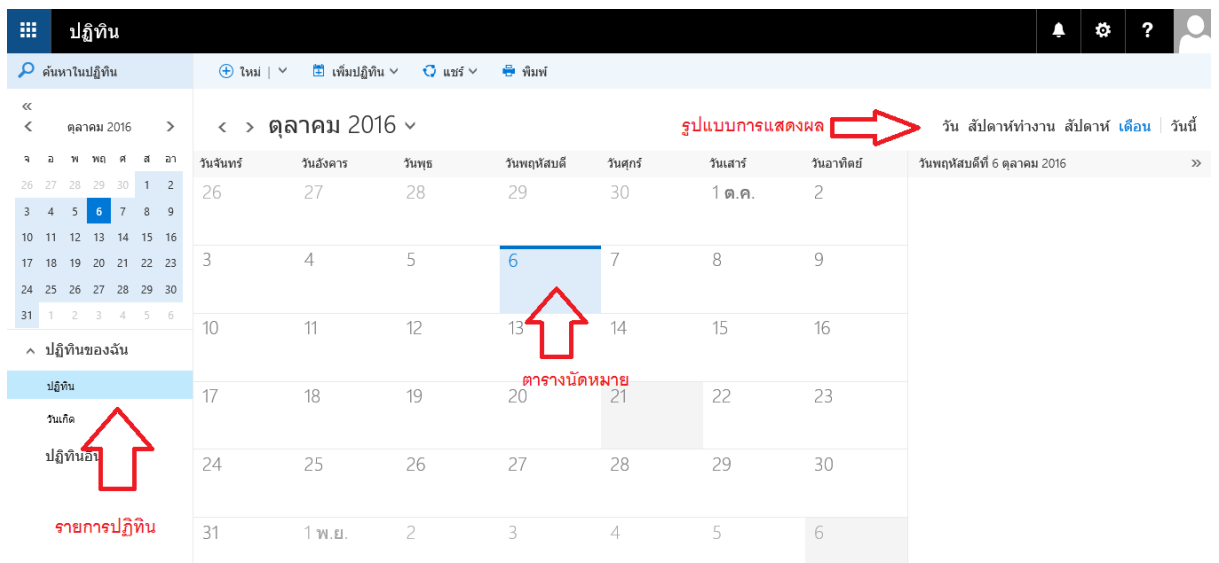 ปฏิทิน
ค้นหาในปฏิทิน
ใหม่ | เพิ่มปฏิทิน แชร์ พิมพ์
ตุลาคม 2016
จ อ พ พฤ ศ ส อา
26 27 28 29 30 1 2
3 4 5 6 7 8 9
10 11 12 13 14 15 16
17 18 19 20 21 22 23
24 25 26 27 28 29 30
31 1 2 3 4 5 6
ปฏิทินของฉัน
ปฏิทิน
วันเกิด
รายการปฏิทิน
ตุลาคม 2016
รูปแบบการแสดงผล
วัน สัปดาห์ทำงาน สัปดาห์ เดือน วันนี้
วันจันทร์ วันอังคาร วันพุธ วันพฤหัสบดี วันศุกร์ วันเสาร์ วันอาทิตย์
26 27 28 29 30 1 ต.ค. 2
3 4 5 6 7 8 9
10 11 12 13 14 15 16
ตารางนัดหมาย
17 18 19 20 21 22 23
24 25 26 27 28 29 30
31 1 พ.ย. 2 3 4 5 6
วันพฤหัสบดีที่ 6 ตุลาคม 2016